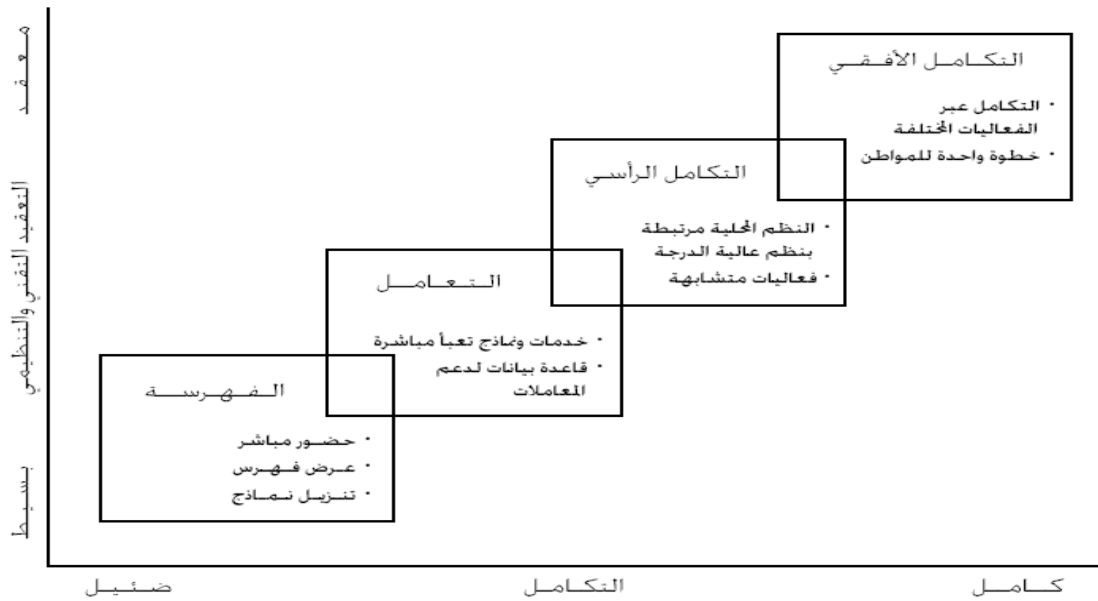 معقد
التعقيد التقني والتنظيمي
بسيط
التكامل الأفقي
· التكامل عبر
الفعاليات المختلفة
· خطوة واحدة للمواطن
التكامل الرأسي
· النظم المحلية مرتبطة
بنظم عالية الدرجة
· فعاليات متشابهة
التعامل
· خدمات ونماذج تعبأ مباشرة
· قاعدة بيانات لدعم
المعاملات
الفهرسة
· حضور مباشر
· عرض فهرس
· تنزيل نماذج
ضئيل
التكامل
كامل